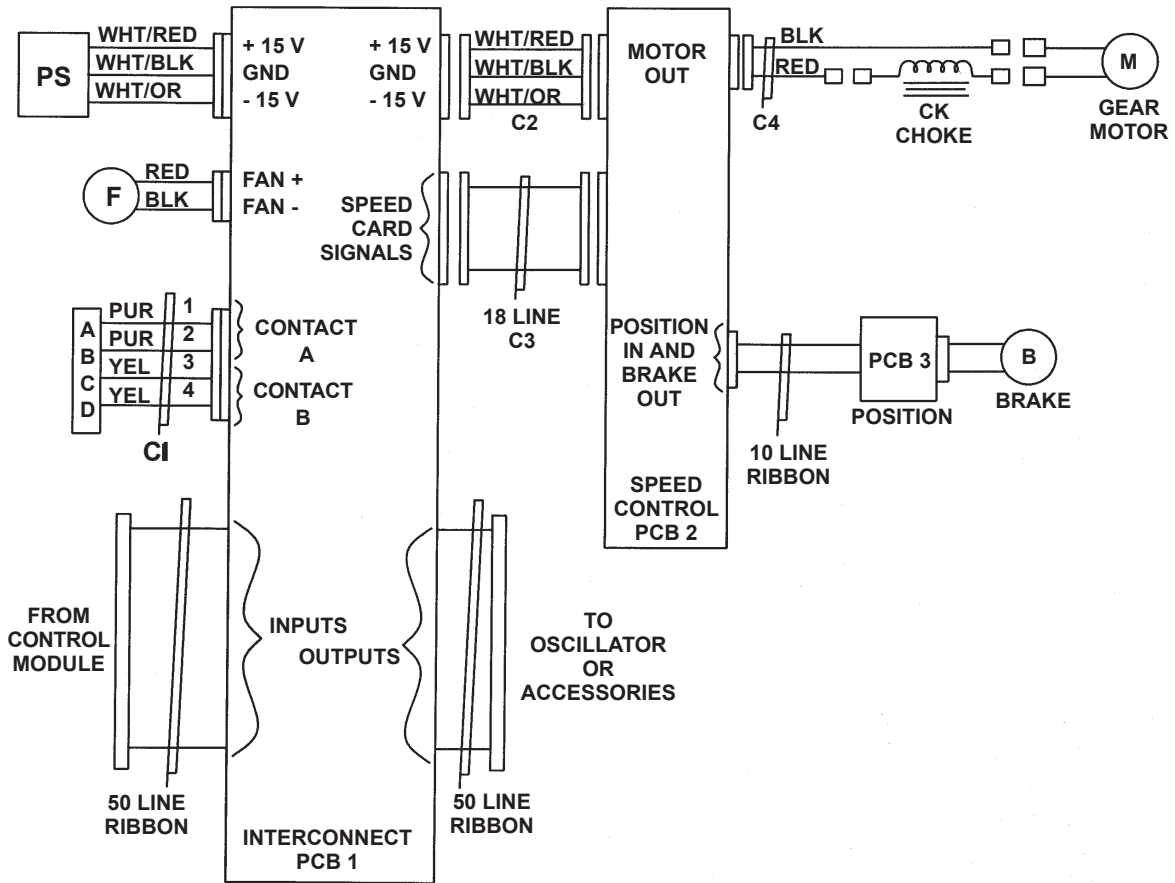 PS
WHT/RED
WHT/BLK
WHT/OR
+ 15 V
GND
- 15 V
+ 15 V
GND
- 15 V
WHT/RED
WHT/BLK
WHT/OR
C2
MOTOR
OUT
BLK
RED
C4
CK
CHOKE
M
GEAR
MOTOR
F
RED
BLK
FAN +
FAN -
SPEED
CARD
SIGNALS
18 LINE
C3
A
B
C
D
PUR 1
PUR 2
YEL 3
YEL 4
CI
CONTACT
A
CONTACT
B
POSITION
IN AND
BRAKE
OUT
10 LINE
RIBBON
PCB 3
POSITION
B
BRAKE
SPEED
CONTROL
PCB 2
FROM
CONTROL
MODULE
50 LINE
RIBBON
INPUTS
OUTPUTS
50 LINE
RIBBON
TO
OSCILLATOR
OR
ACCESSORIES
INTERCONNECT
PCB 1